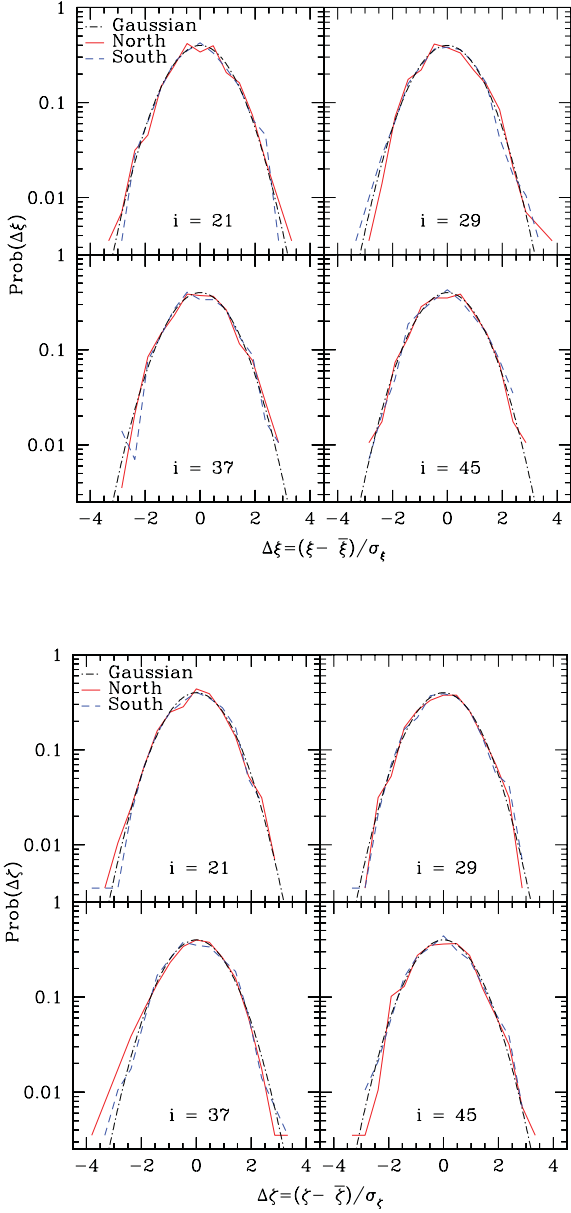 1
Gaussian
North
South
0.1
0.01
i = 21
i = 29
Prob(Δξ)
1
0.1
0.01
i = 37
i = 45
−4 −2 0 2 4 −4 −2 0 2 4
Δξ=(ξ− ξ̅)/σ_ξ
1
Gaussian
North
South
0.1
0.01
i = 21
i = 29
Prob(Δζ)
1
0.1
0.01
i = 37
i = 45
−4 −2 0 2 4 −4 −2 0 2 4
Δζ=(ζ− ζ̅)/σ_ζ